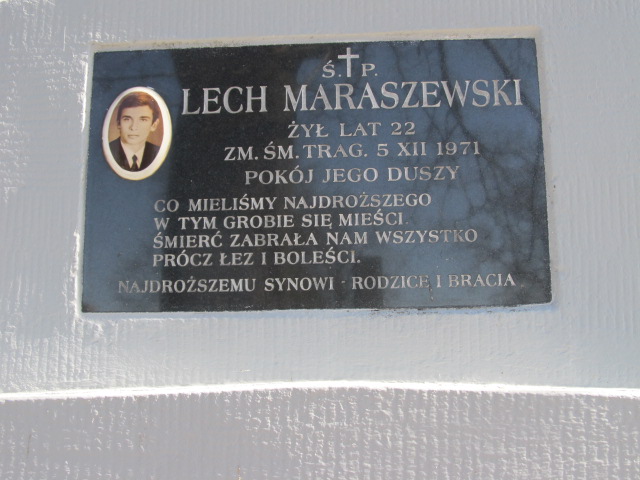 Ś. P.
LECH MARASZEWSKI
ŻYŁ LAT 22
ZM. ŚM. TRAG. 5 XII 1971
POKÓJ JEGO DUSZY
CO MIELIŚMY NAJDROŻSZEGO
W TYM GROBIE SIĘ MIEŚCI.
ŚMIERĆ ZABRAŁA NAM WSZYSTKO
PRÓCZ ŁEZ I BOLEŚCI.
NAJDROŻSZEMU SYNOWI - RODZICE I BRACIA